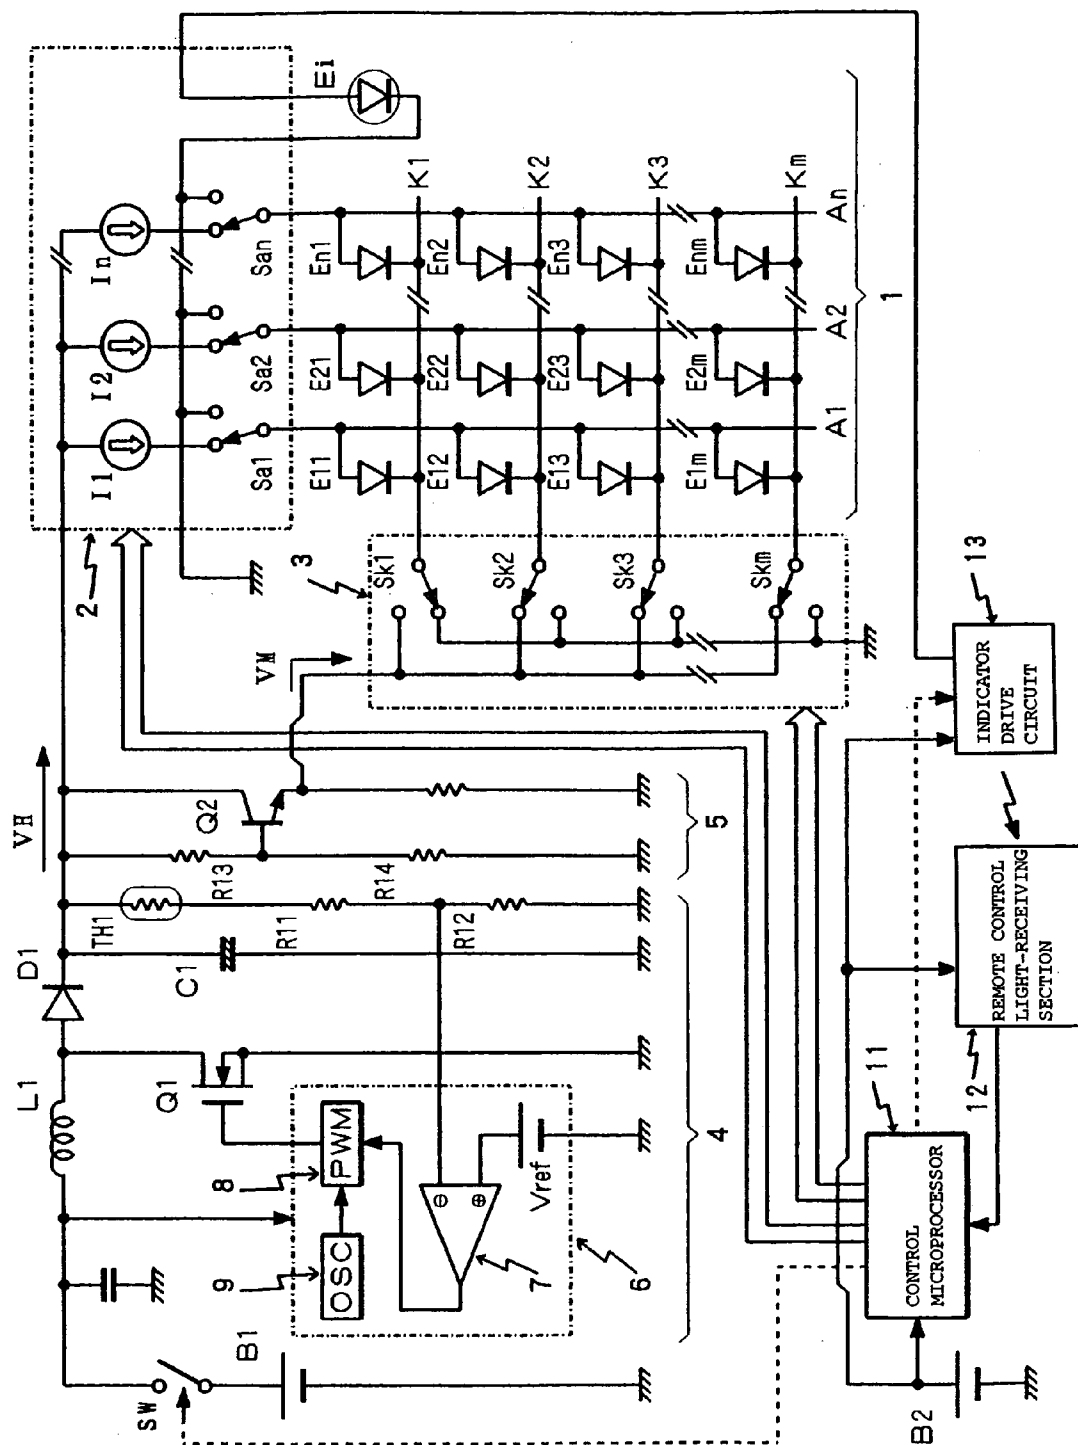 2
I1
I2
In
Sa1
Sa2
San
Ei
VH
VM
3
Sk1
Sk2
Sk3
Skm
E11
E21
En1
K1
E12
E22
En2
K2
E13
E23
En3
K3
E1m
E2m
Enm
Km
A1
A2
An
1
SW
B1
L1
D1
Q1
C1
TH1
R11
R12
R13
R14
Q2
9
OSC
8
PWM
7
⊖
⊕
Vref
6
4
5
B2
11
CONTROL
MICROPROCESSOR
12
REMOTE CONTROL
LIGHT-RECEIVING
SECTION
13
INDICATOR
DRIVE
CIRCUIT